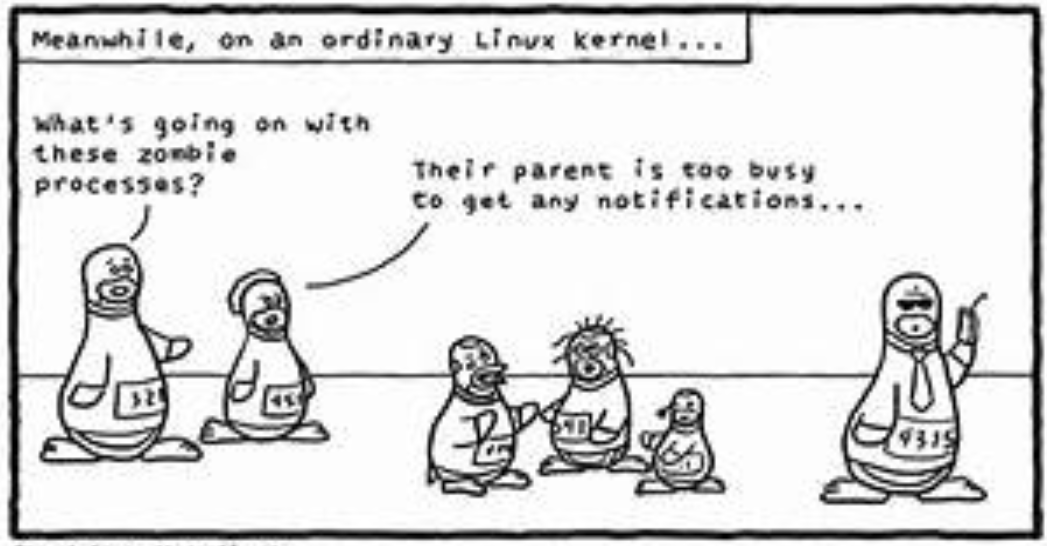 Meanwhile, on an ordinary Linux kernel...
What's going on with
these zombie
processes?
Their parent is too busy
to get any notifications...